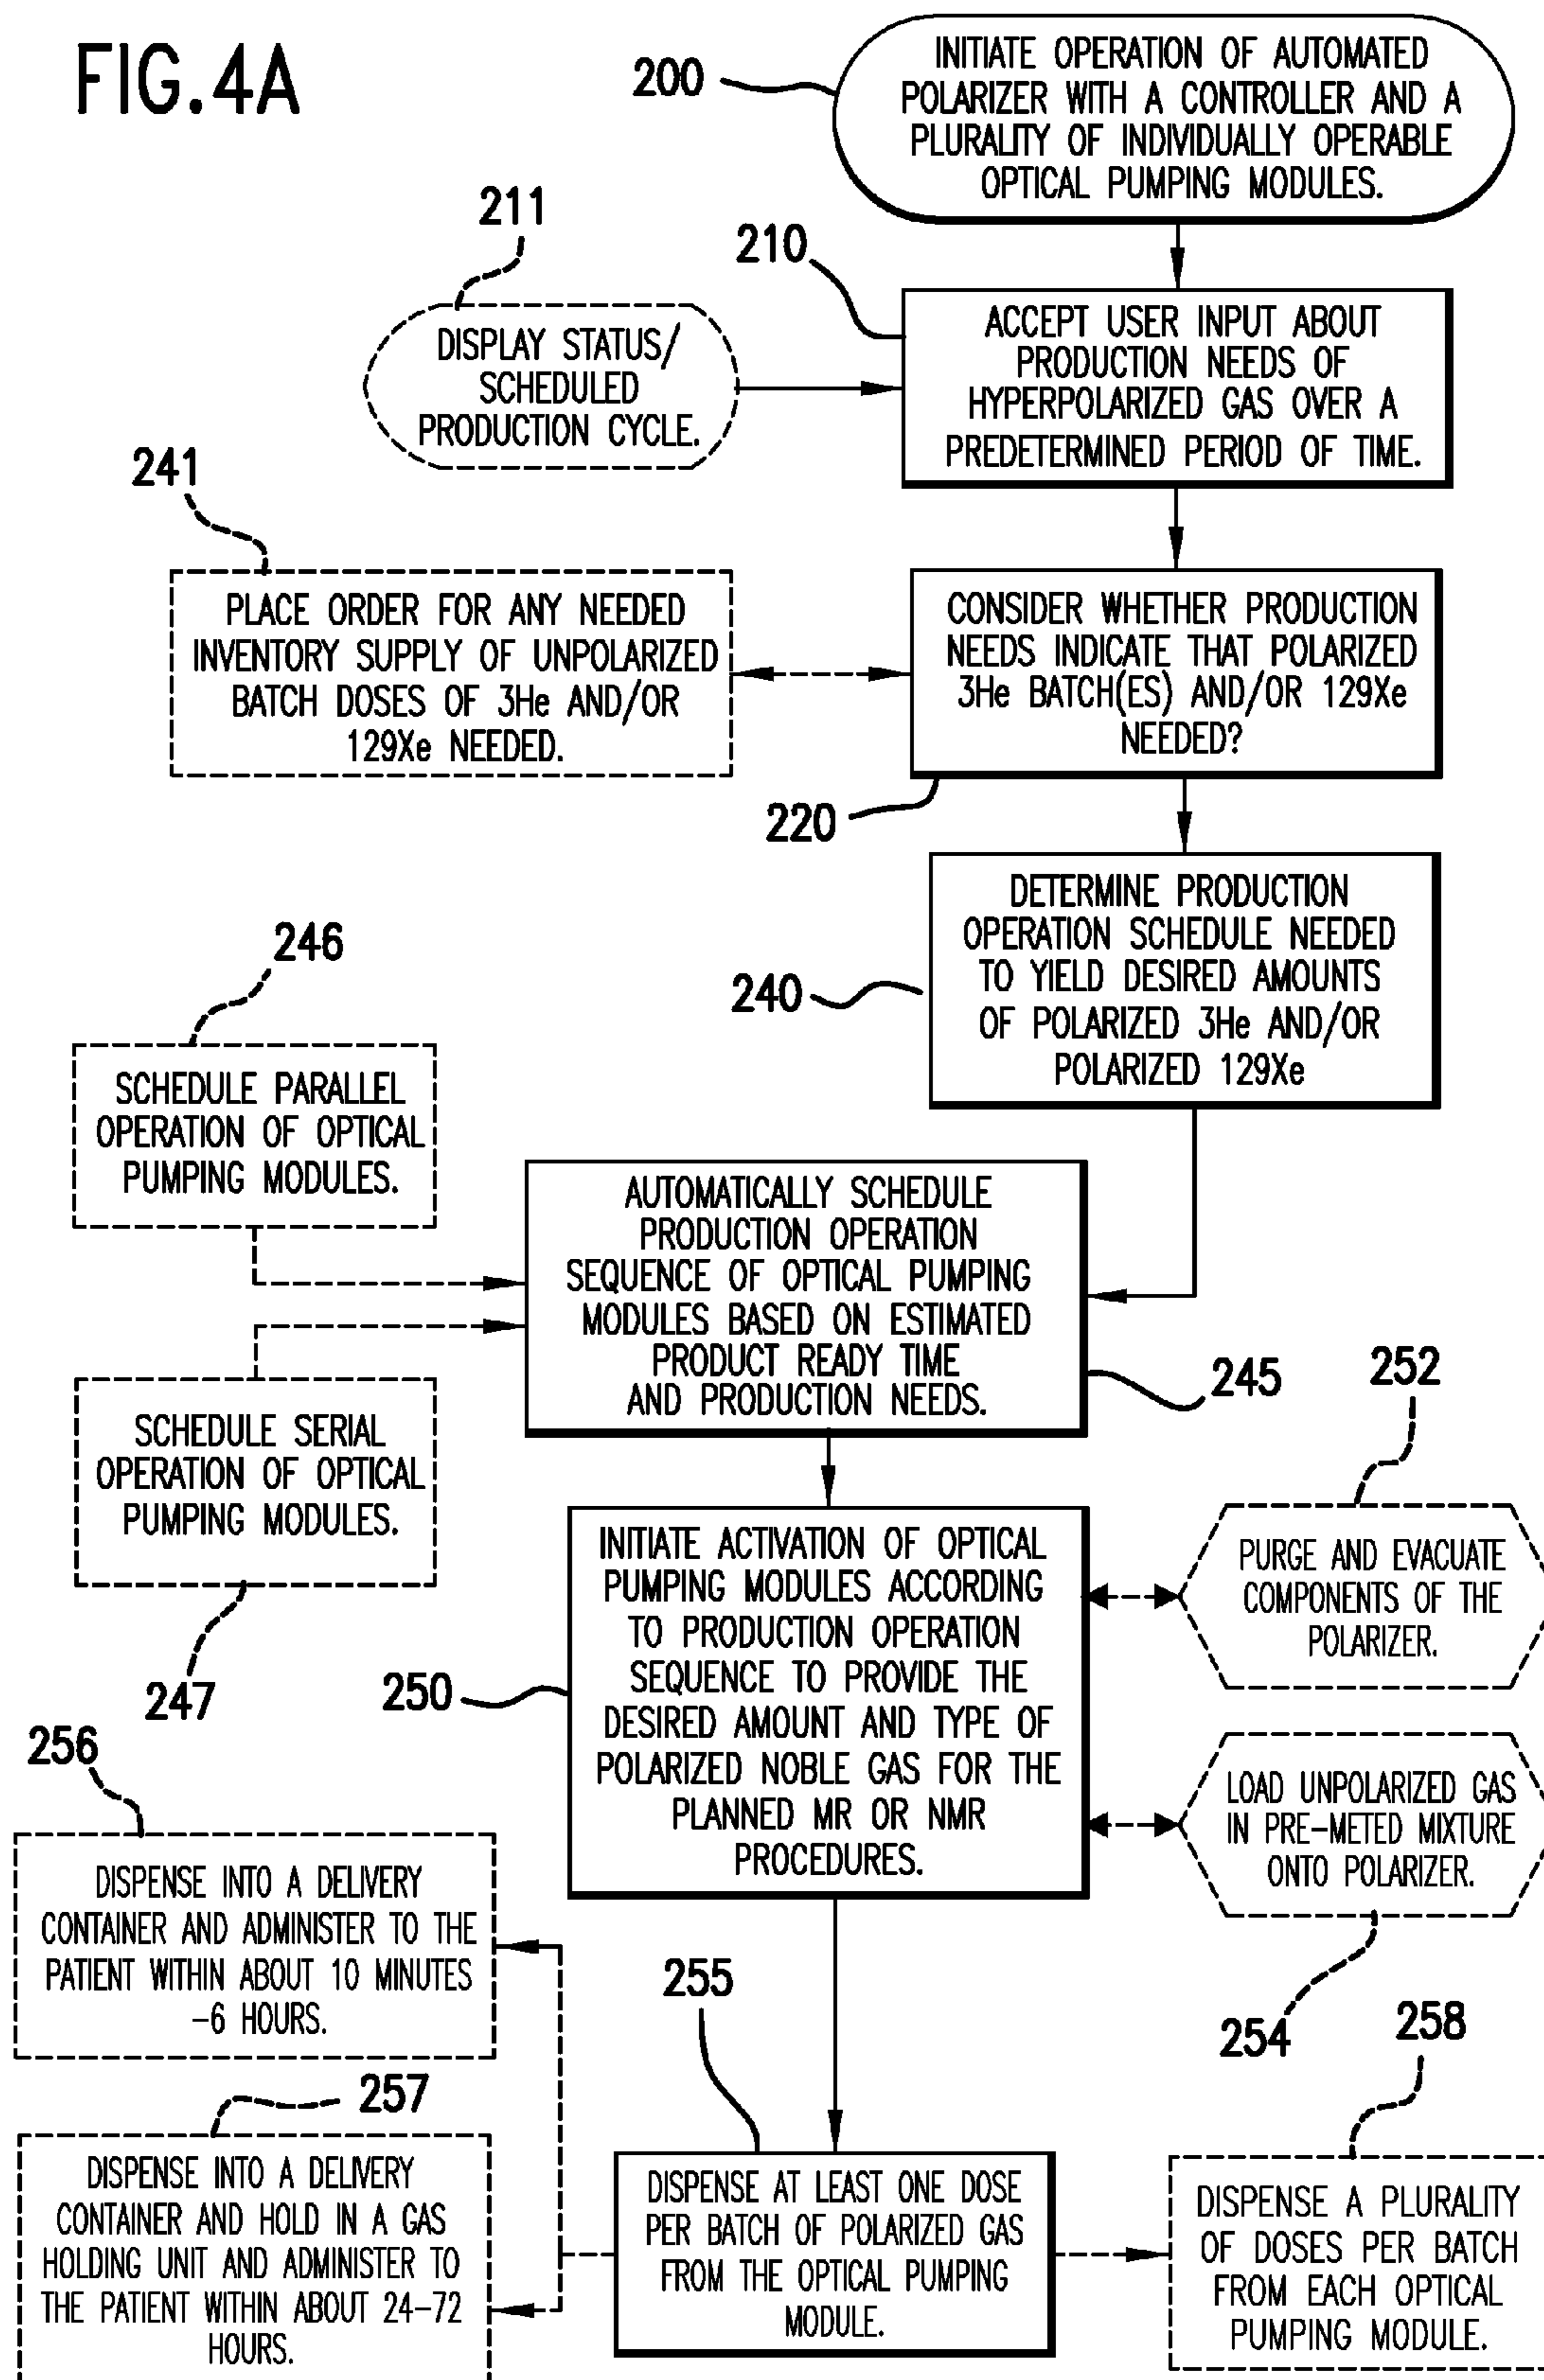 FIG.4A
200
INITIATE OPERATION OF AUTOMATED
POLARIZER WITH A CONTROLLER AND A
PLURALITY OF INDIVIDUALLY OPERABLE
OPTICAL PUMPING MODULES.
211
210
DISPLAY STATUS/
SCHEDULED
PRODUCTION CYCLE.
ACCEPT USER INPUT ABOUT
PRODUCTION NEEDS OF
HYPERPOLARIZED GAS OVER A
PREDETERMINED PERIOD OF TIME.
241
PLACE ORDER FOR ANY NEEDED
INVENTORY SUPPLY OF UNPOLARIZED
BATCH DOSES OF 3He AND/OR
129Xe NEEDED.
CONSIDER WHETHER PRODUCTION
NEEDS INDICATE THAT POLARIZED
3He BATCH(ES) AND/OR 129Xe
NEEDED?
220
DETERMINE PRODUCTION
OPERATION SCHEDULE NEEDED
TO YIELD DESIRED AMOUNTS
OF POLARIZED 3He AND/OR
POLARIZED 129Xe
240
246
SCHEDULE PARALLEL
OPERATION OF OPTICAL
PUMPING MODULES.
AUTOMATICALLY SCHEDULE
PRODUCTION OPERATION
SEQUENCE OF OPTICAL PUMPING
MODULES BASED ON ESTIMATED
PRODUCT READY TIME
AND PRODUCTION NEEDS.
245
252
SCHEDULE SERIAL
OPERATION OF OPTICAL
PUMPING MODULES.
247
250
INITIATE ACTIVATION OF OPTICAL
PUMPING MODULES ACCORDING
TO PRODUCTION OPERATION
SEQUENCE TO PROVIDE THE
DESIRED AMOUNT AND TYPE OF
POLARIZED NOBLE GAS FOR THE
PLANNED MR OR NMR
PROCEDURES.
PURGE AND EVACUATE
COMPONENTS OF THE
POLARIZER.
LOAD UNPOLARIZED GAS
IN PRE-METED MIXTURE
ONTO POLARIZER.
254
256
DISPENSE INTO A DELIVERY
CONTAINER AND ADMINISTER TO THE
PATIENT WITHIN ABOUT 10 MINUTES
-6 HOURS.
255
258
257
DISPENSE INTO A DELIVERY
CONTAINER AND HOLD IN A GAS
HOLDING UNIT AND ADMINISTER TO
THE PATIENT WITHIN ABOUT 24-72
HOURS.
DISPENSE AT LEAST ONE DOSE
PER BATCH OF POLARIZED GAS
FROM THE OPTICAL PUMPING
MODULE.
DISPENSE A PLURALITY
OF DOSES PER BATCH
FROM EACH OPTICAL
PUMPING MODULE.